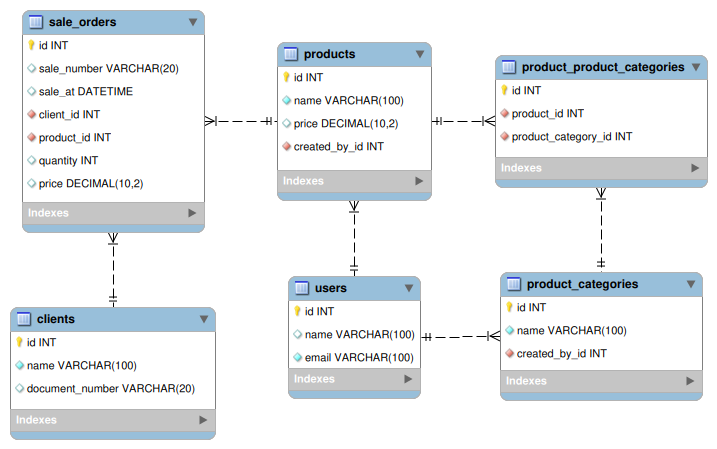 sale_orders
id INT
sale_number VARCHAR(20)
sale_at DATETIME
client_id INT
product_id INT
quantity INT
price DECIMAL(10,2)
Indexes
products
id INT
name VARCHAR(100)
price DECIMAL(10,2)
created_by_id INT
Indexes
product_product_categories
id INT
product_id INT
product_category_id INT
Indexes
clients
id INT
name VARCHAR(100)
document_number VARCHAR(20)
Indexes
users
id INT
name VARCHAR(100)
email VARCHAR(100)
Indexes
product_categories
id INT
name VARCHAR(100)
created_by_id INT
Indexes